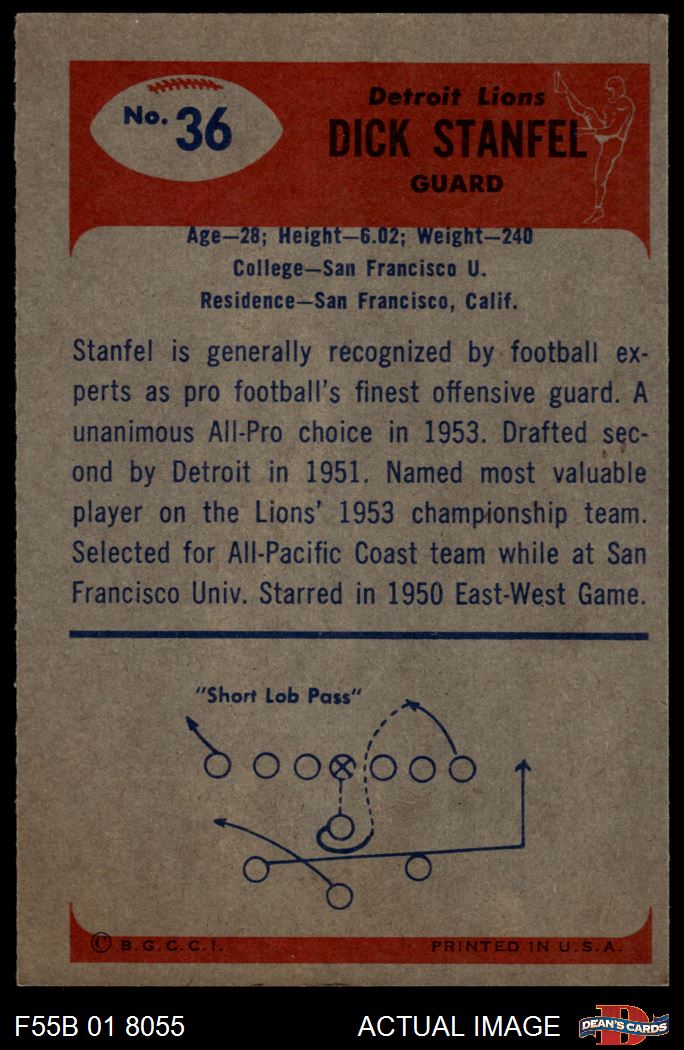 No. 36
Detroit Lions
DICK STANFEL
GUARD
Age—28; Height—6.02; Weight—240
College—San Francisco U.
Residence—San Francisco, Calif.
Stanfel is generally recognized by football ex-
perts as pro football's finest offensive guard. A
unanimous All-Pro choice in 1953. Drafted sec-
ond by Detroit in 1951. Named most valuable
player on the Lions' 1953 championship team.
Selected for All-Pacific Coast team while at San
Francisco Univ. Starred in 1950 East-West Game.
"Short Lob Pass"
© B.G.C.C.I. PRINTED IN U.S.A.
F55B 01 8055 ACTUAL IMAGE D DEAN'S CARDS